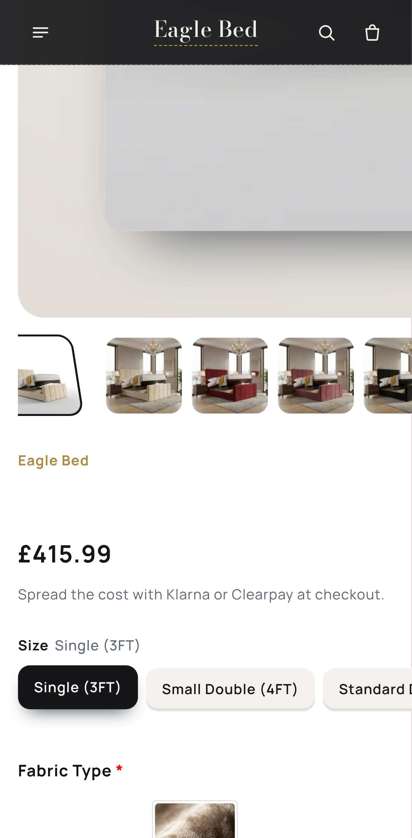 Eagle Bed
Eagle Bed
£415.99
Spread the cost with Klarna or Clearpay at checkout.
Size Single (3FT)
Single (3FT) Small Double (4FT) Standard
Fabric Type *